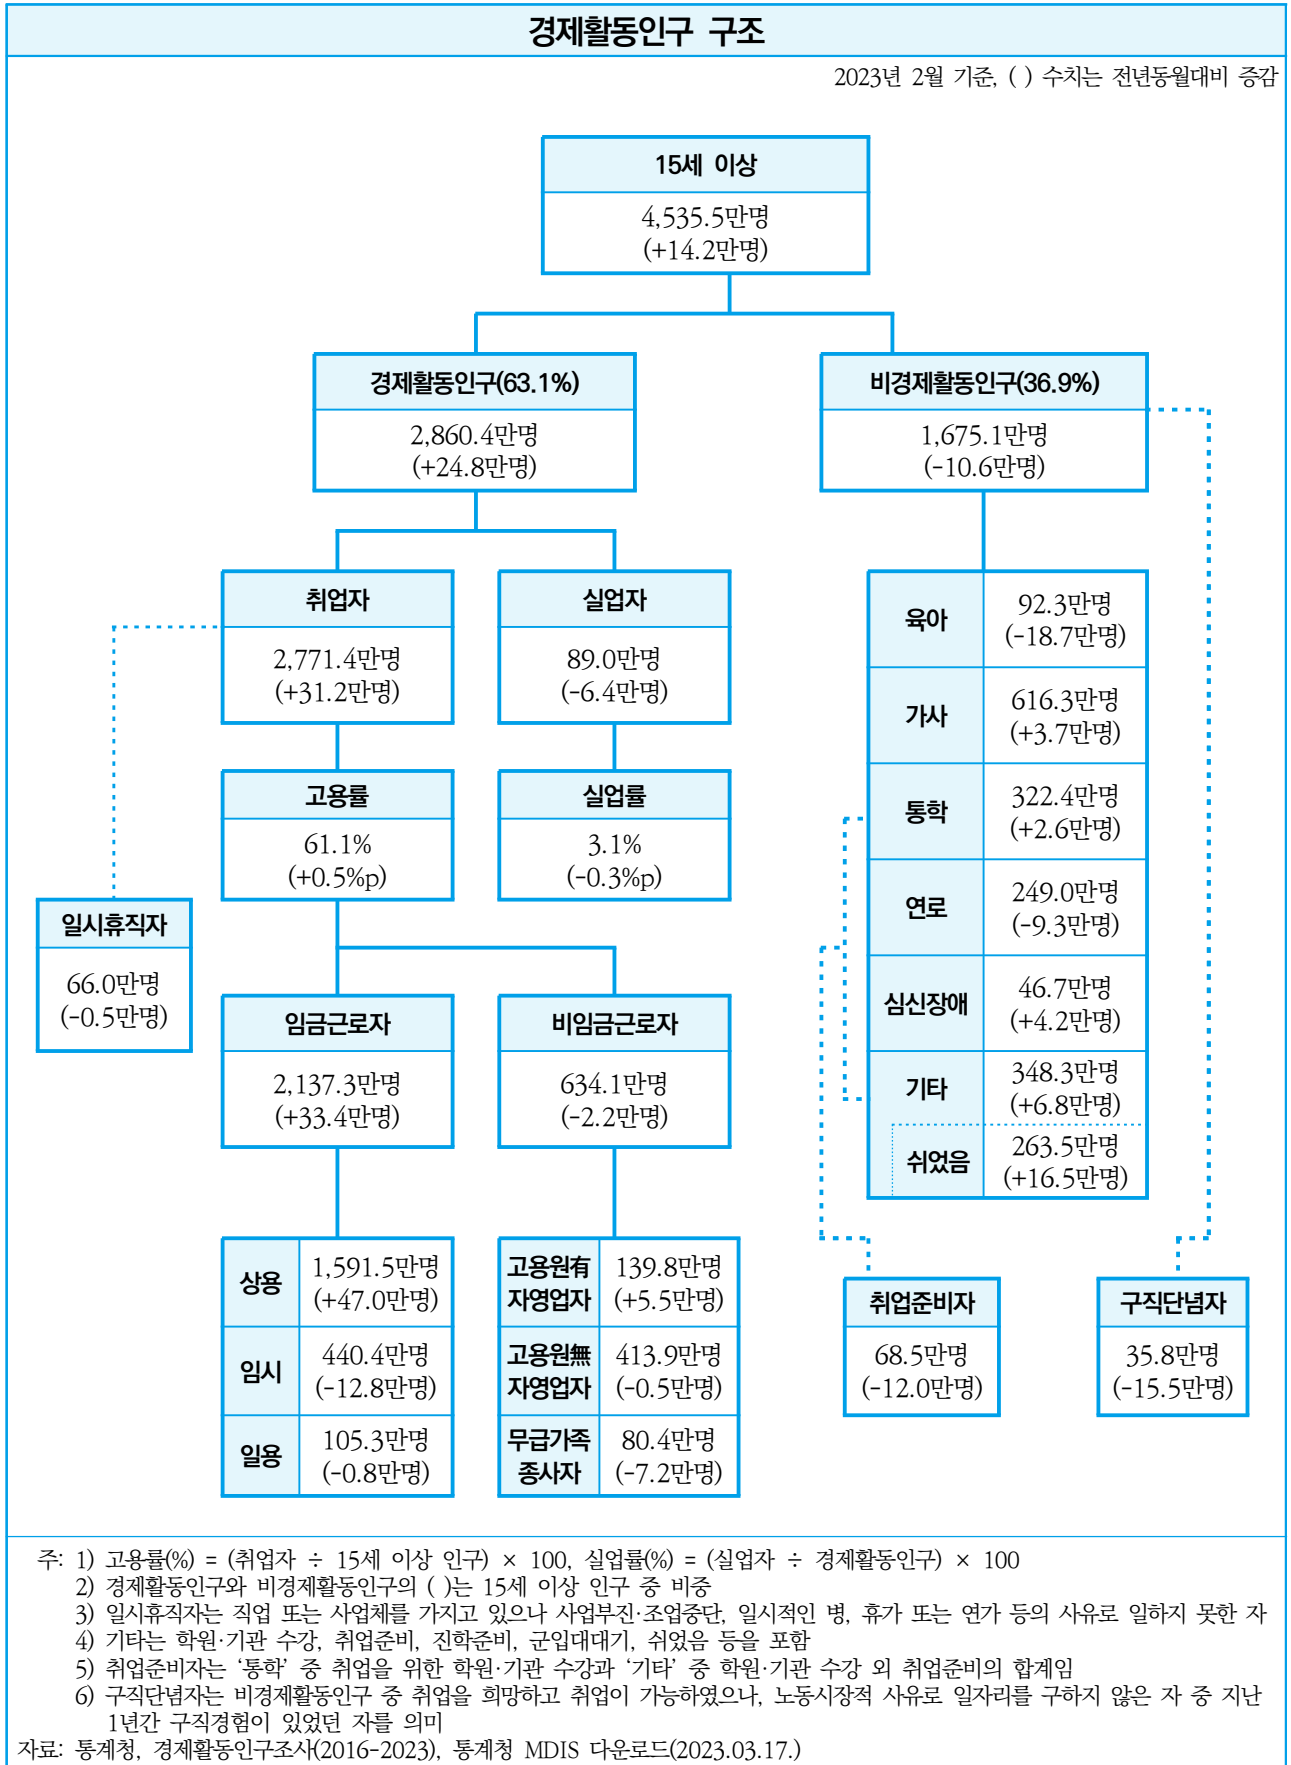 경제활동인구 구조
2023년 2월 기준, ( ) 수치는 전년동월대비 증감
15세 이상
4,535.5만명
(+14.2만명)
경제활동인구(63.1%)
2,860.4만명
(+24.8만명)
비경제활동인구(36.9%)
1,675.1만명
(-10.6만명)
취업자
2,771.4만명
(+31.2만명)
실업자
89.0만명
(-6.4만명)
고용률
61.1%
(+0.5%p)
실업률
3.1%
(-0.3%p)
일시휴직자
66.0만명
(-0.5만명)
임금근로자
2,137.3만명
(+33.4만명)
비임금근로자
634.1만명
(-2.2만명)
상용
1,591.5만명
(+47.0만명)
임시
440.4만명
(-12.8만명)
일용
105.3만명
(-0.8만명)
고용원有
자영업자
139.8만명
(+5.5만명)
고용원無
자영업자
413.9만명
(-0.5만명)
무급가족
종사자
80.4만명
(-7.2만명)
육아
92.3만명
(-18.7만명)
가사
616.3만명
(+3.7만명)
통학
322.4만명
(+2.6만명)
연로
249.0만명
(-9.3만명)
심신장애
46.7만명
(+4.2만명)
기타
348.3만명
(+6.8만명)
쉬었음
263.5만명
(+16.5만명)
취업준비자
68.5만명
(-12.0만명)
구직단념자
35.8만명
(-15.5만명)
주: 1) 고용률(%) = (취업자 ÷ 15세 이상 인구) × 100, 실업률(%) = (실업자 ÷ 경제활동인구) × 100
2) 경제활동인구와 비경제활동인구의 ( )는 15세 이상 인구 중 비중
3) 일시휴직자는 직업 또는 사업체를 가지고 있으나 사업부진·조업중단, 일시적인 병, 휴가 또는 연가 등의 사유로 일하지 못한 자
4) 기타는 학원·기관 수강, 취업준비, 진학준비, 군입대대기, 쉬었음 등을 포함
5) 취업준비자는 ‘통학’ 중 취업을 위한 학원·기관 수강과 ‘기타’ 중 학원·기관 수강 외 취업준비의 합계임
6) 구직단념자는 비경제활동인구 중 취업을 희망하고 취업이 가능하였으나, 노동시장적 사유로 일자리를 구하지 않은 자 중 지난
1년간 구직경험이 있었던 자를 의미
자료: 통계청, 경제활동인구조사(2016-2023), 통계청 MDIS 다운로드(2023.03.17.)